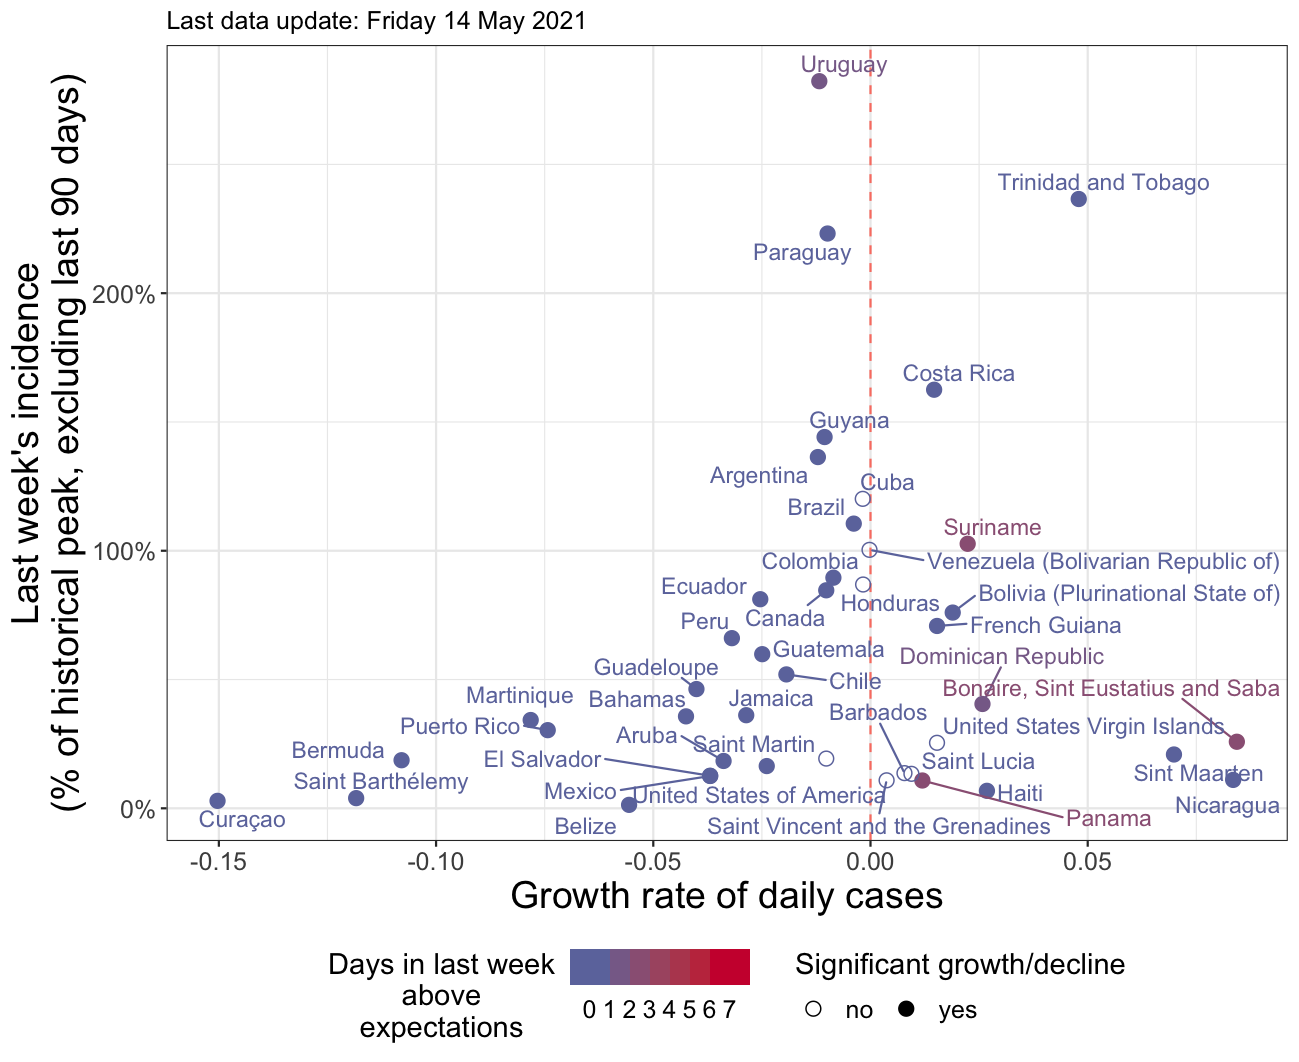 Last data update: Friday 14 May 2021
Last week's incidence
(% of historical peak, excluding last 90 days)
200%
100%
0%
Uruguay
Trinidad and Tobago
Paraguay
Costa Rica
Guyana
Argentina
Cuba
Brazil
Suriname
Colombia
Venezuela (Bolivarian Republic of)
Ecuador
Bolivia (Plurinational State of)
Honduras
Canada
Peru
French Guiana
Guatemala
Dominican Republic
Guadeloupe
Chile
Bonaire, Sint Eustatius and Saba
Martinique
Bahamas
Jamaica
Barbados
Puerto Rico
United States Virgin Islands
Aruba
Saint Martin
Bermuda
El Salvador
Saint Lucia
Saint Barthélemy
Sint Maarten
Mexico
United States of America
Haiti
Nicaragua
Curaçao
Belize
Saint Vincent and the Grenadines
Panama
-0.15
-0.10
-0.05
0.00
0.05
Growth rate of daily cases
Days in last week
above
expectations
0 1 2 3 4 5 6 7
Significant growth/decline
no
yes